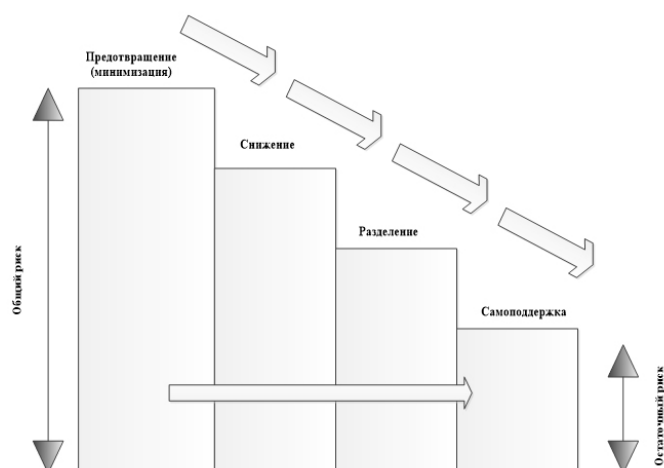 Предотвращение
(минимизация)
Снижение
Разделение
Самоподдержка
Общий риск
Остаточный риск